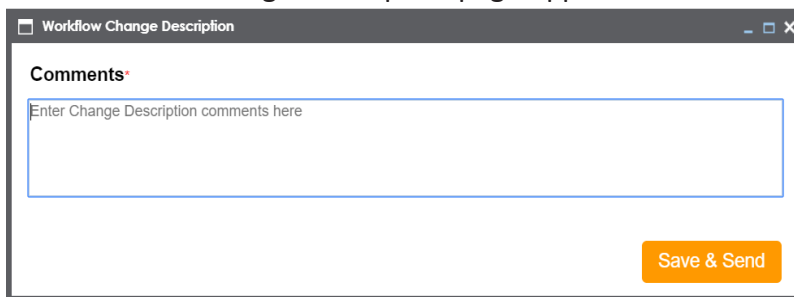 Workflow Change Description
Comments*
Enter Change Description comments here
Save & Send